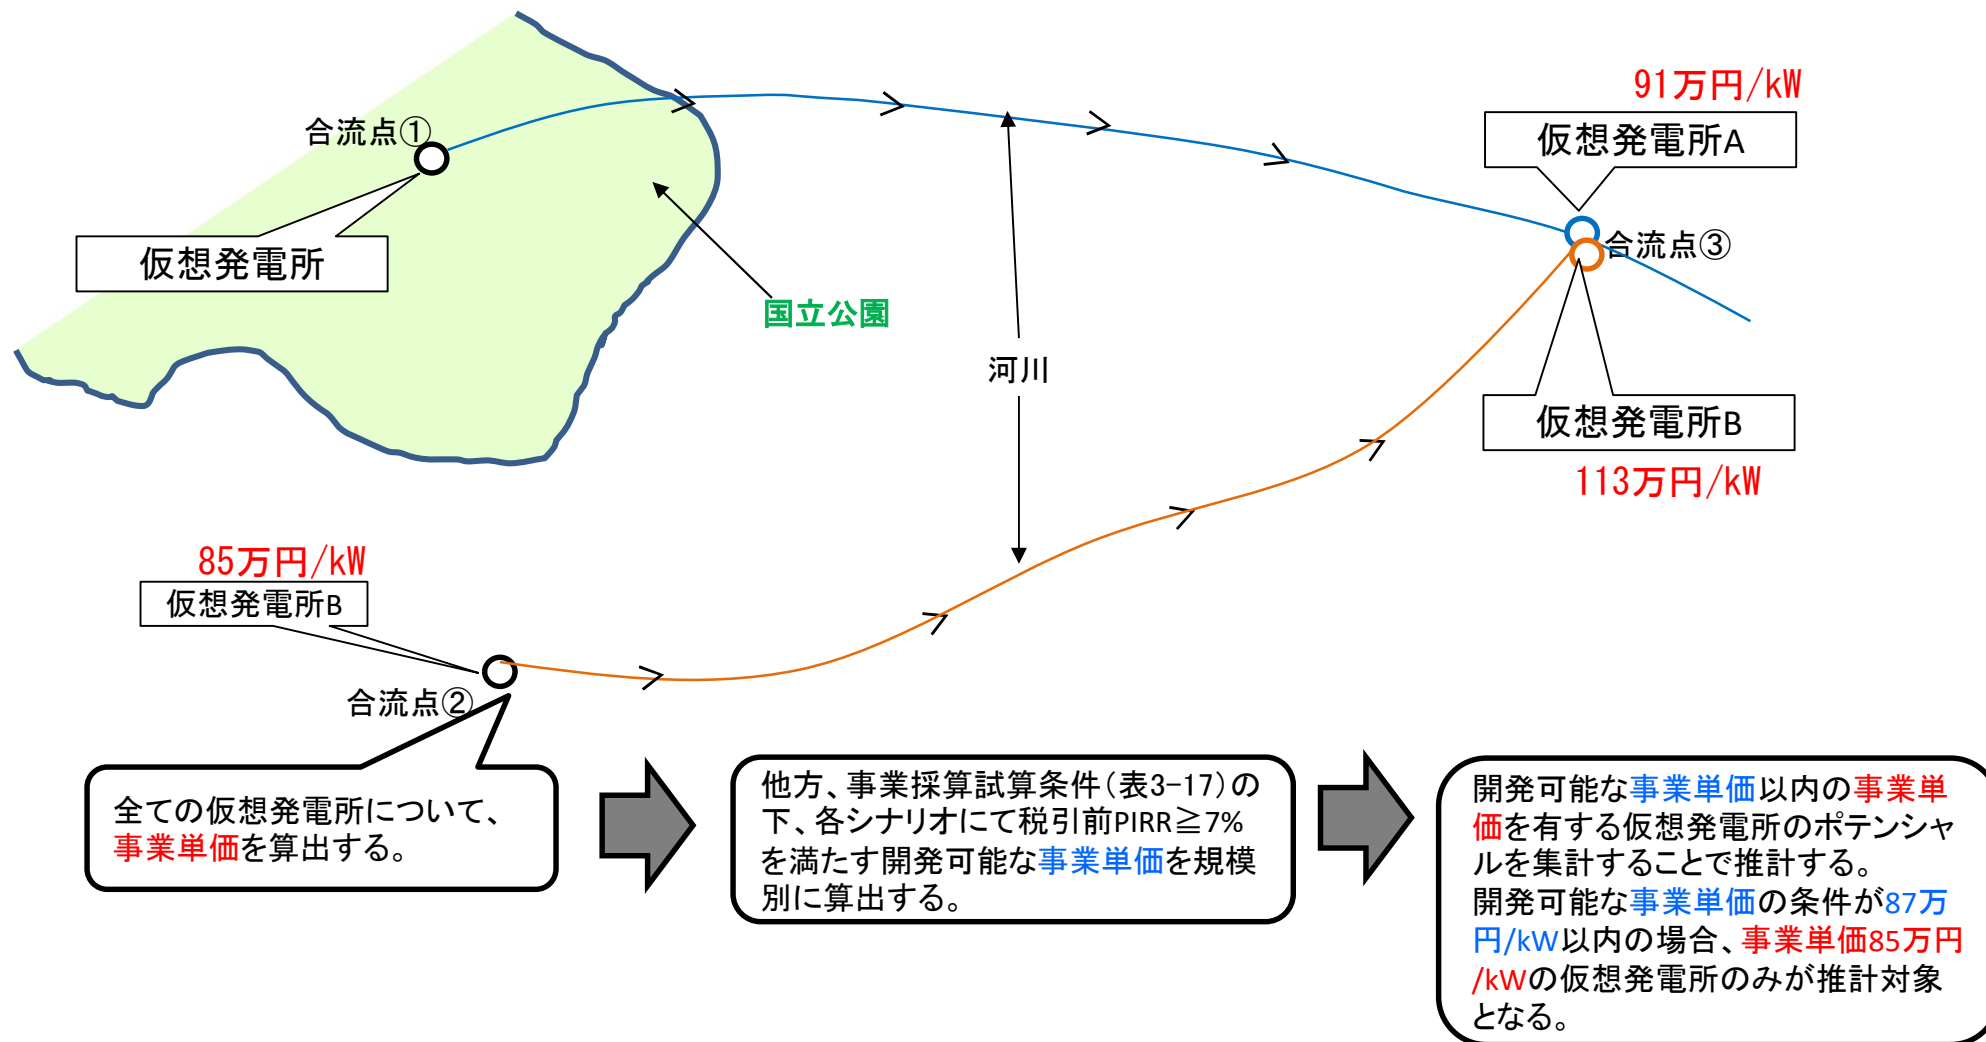 91万円/kW
仮想発電所A
合流点①
仮想発電所
国立公園
合流点③
河川
仮想発電所B
113万円/kW
85万円/kW
仮想発電所B
合流点②
全ての仮想発電所について、
事業単価を算出する。
他方、事業採算試算条件(表3-17)の
下、各シナリオにて税引前PIRR≧7%
を満たす開発可能な事業単価を規模
別に算出する。
開発可能な事業単価以内の事業単
価を有する仮想発電所のポテンシャ
ルを集計することで推計する。
開発可能な事業単価の条件が87万
円/kW以内の場合、事業単価85万円
/kWの仮想発電所のみが推計対象
となる。